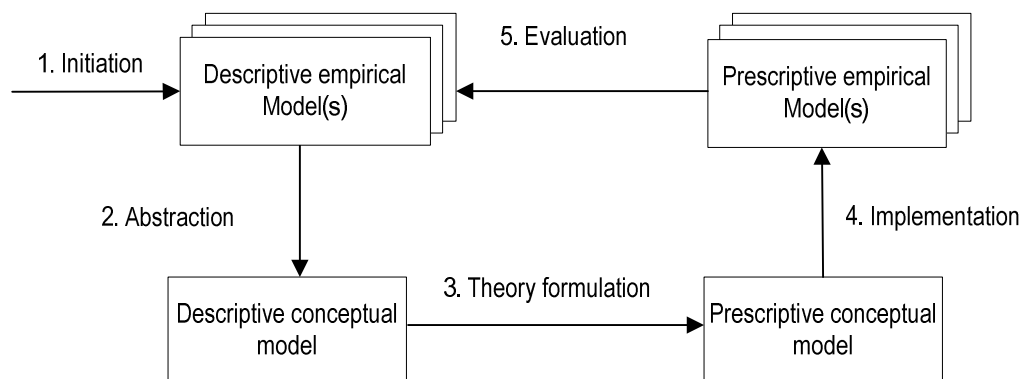 1. Initiation
Descriptive empirical
Model(s)
5. Evaluation
Prescriptive empirical
Model(s)
2. Abstraction
4. Implementation
Descriptive conceptual
model
3. Theory formulation
Prescriptive conceptual
model